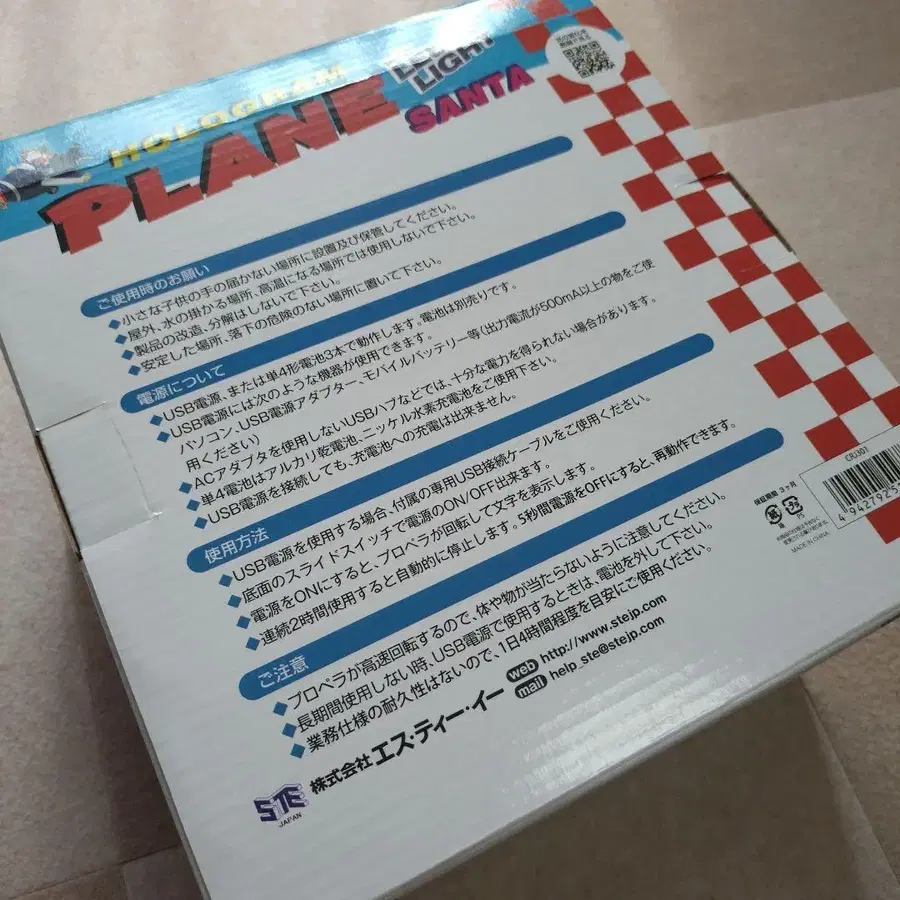 HOLOGRAM
PLANE
LIGHT
SANTA
ご使用時のお願い
◆小さな子供の手の届かない場所に設置及び保管してください。
◆屋外、水の掛かる場所、高温になる場所では使用しないで下さい。
◆製品の改造、分解はしないで下さい。
◆安定した場所、落下の危険のない場所に置いて下さい。
電源について
◆USB電源、または単4形電池3本で動作します。電池は別売りです。
◆USB電源には次のような機器が使用できます。
パソコン、USB電源アダプター、モバイルバッテリー等(出力電流が500mA以上の物をご使
用ください)
◆ACアダプタを使用しないUSBハブなどでは、十分な電力を得られない場合があります。
◆単4電池はアルカリ乾電池、ニッケル水素充電池をご使用下さい。
◆USB電源を接続しても、充電池への充電は出来ません。
使用方法
◆USB電源を使用する場合、付属の専用USB接続ケーブルをご使用ください。
◆底面のスライドスイッチで電源のON/OFF出来ます。
◆電源をONにすると、プロペラが回転して文字を表示します。
◆連続2時間使用すると自動的に停止します。5秒間電源をOFFにすると、再動作できます。
ご注意
◆プロペラが高速回転するので、体や物が当たらないように注意してください。
◆長期間使用しない時、USB電源で使用するときは、電池を外して下さい。
◆業務仕様の耐久性はないので、1日4時間程度を目安にご使用ください。
STE
JAPAN
株式会社 エス・ティー・イー
web http://www.stejp.com
mail help_ste@stejp.com
CRJ301
4 942792 5
保証期間 3ヶ月
紙
プラ
PS
MADE IN CHINA